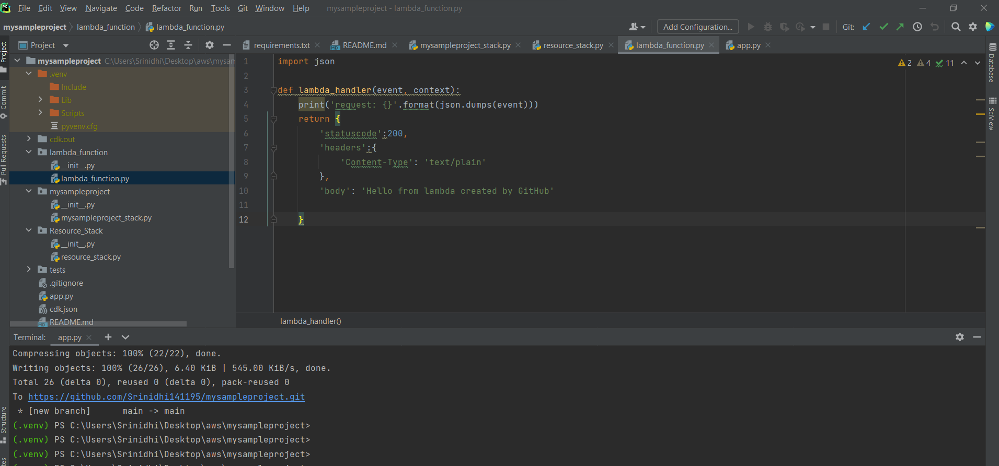 File Edit View Navigate Code Refactor Run Tools Git Window Help mysampleproject - lambda_function.py
mysampleproject lambda_function lambda_function.py Add Configuration... Git:
Project requirements.txt README.md mysampleproject_stack.py resource_stack.py lambda_function.py app.py
Project
Commit
Pull Requests
Structure
Database
SciView
mysampleproject C:\Users\Srinidhi\Desktop\aws\mysam
.venv
Include
Lib
Scripts
pyvenv.cfg
cdk.out
lambda_function
__init__.py
lambda_function.py
mysampleproject
__init__.py
mysampleproject_stack.py
Resource_Stack
__init__.py
resource_stack.py
tests
.gitignore
app.py
cdk.json
README.md
2 4 11
1 import json
2
3 def lambda_handler(event, context):
4 print('request: {}'.format(json.dumps(event)))
5 return {
6 'statuscode':200,
7 'headers':{
8 'Content-Type': 'text/plain'
9 },
10 'body': 'Hello from lambda created by GitHub'
11
12 }
lambda_handler()
Terminal: app.py
Compressing objects: 100% (22/22), done.
Writing objects: 100% (26/26), 6.40 KiB | 545.00 KiB/s, done.
Total 26 (delta 0), reused 0 (delta 0), pack-reused 0
To https://github.com/Srinidhi141195/mysampleproject.git
* [new branch] main -> main
(.venv) PS C:\Users\Srinidhi\Desktop\aws\mysampleproject>
(.venv) PS C:\Users\Srinidhi\Desktop\aws\mysampleproject>
(.venv) PS C:\Users\Srinidhi\Desktop\aws\mysampleproject>